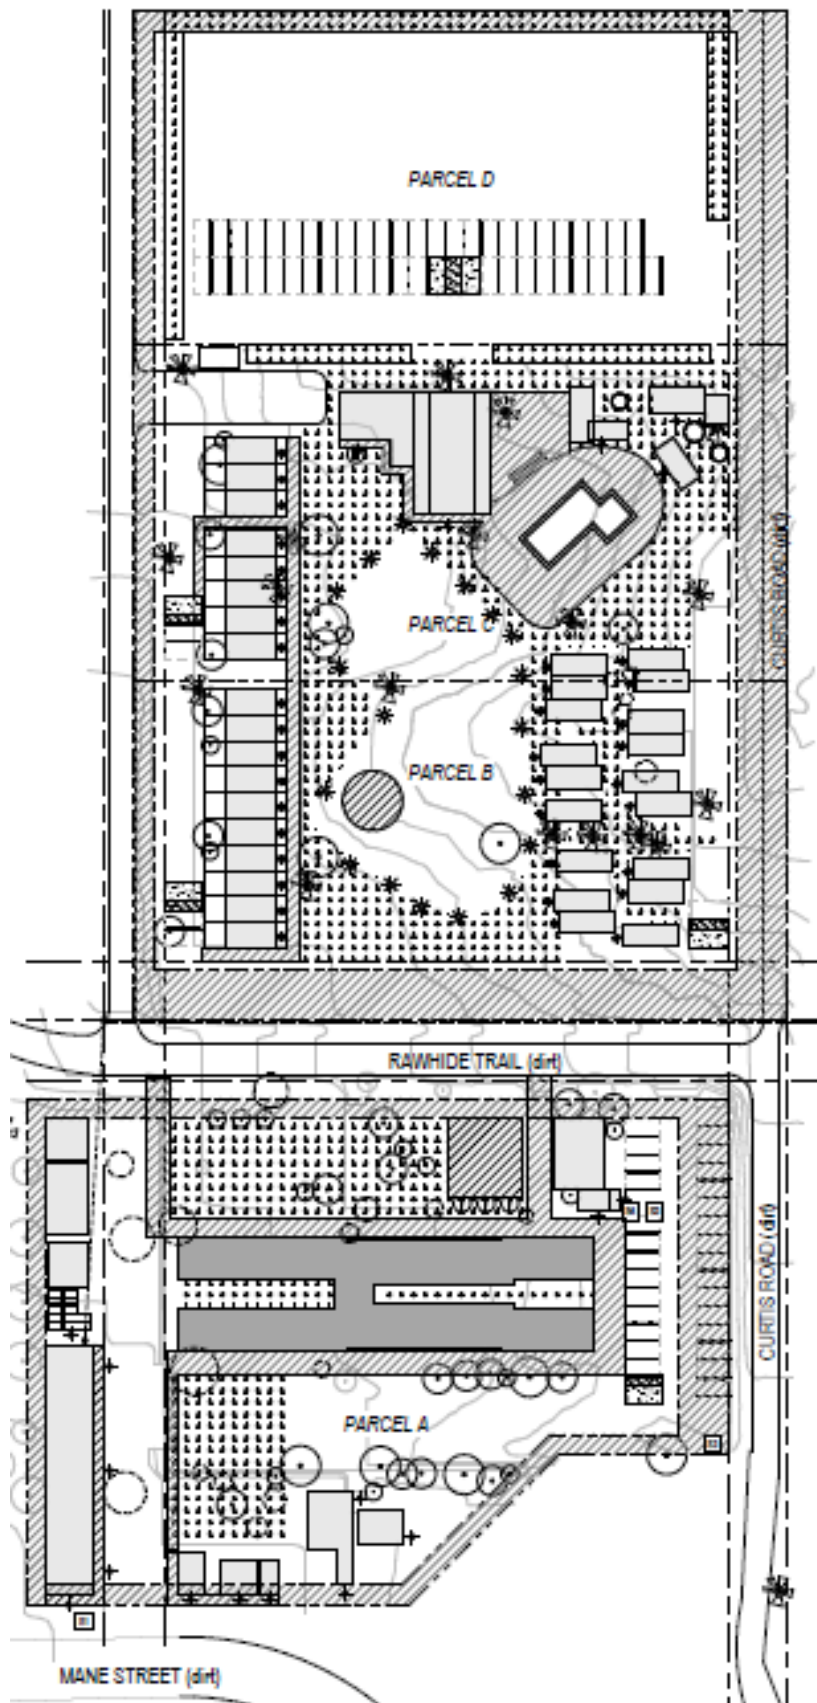 PARCEL D
PARCEL C
CURTIS ROAD (dirt)
PARCEL B
RAWHIDE TRAIL (dirt)
CURTIS ROAD (dirt)
PARCEL A
MANE STREET (dirt)